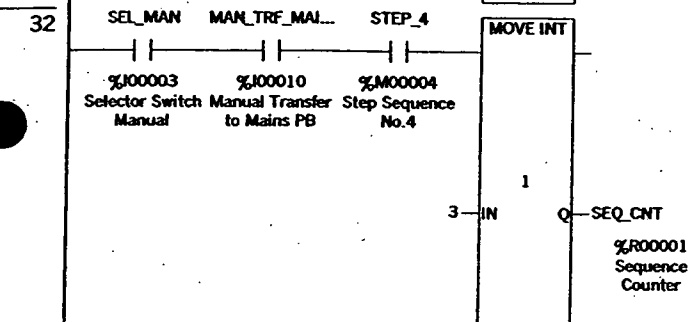 32
SEL_MAN MAN_TRF_MAI... STEP_4
MOVE INT
%I00003 %I00010 %M00004
Selector Switch Manual Transfer Step Sequence
Manual to Mains PB No.4
1
3 IN Q SEQ_CNT
%R00001
Sequence
Counter